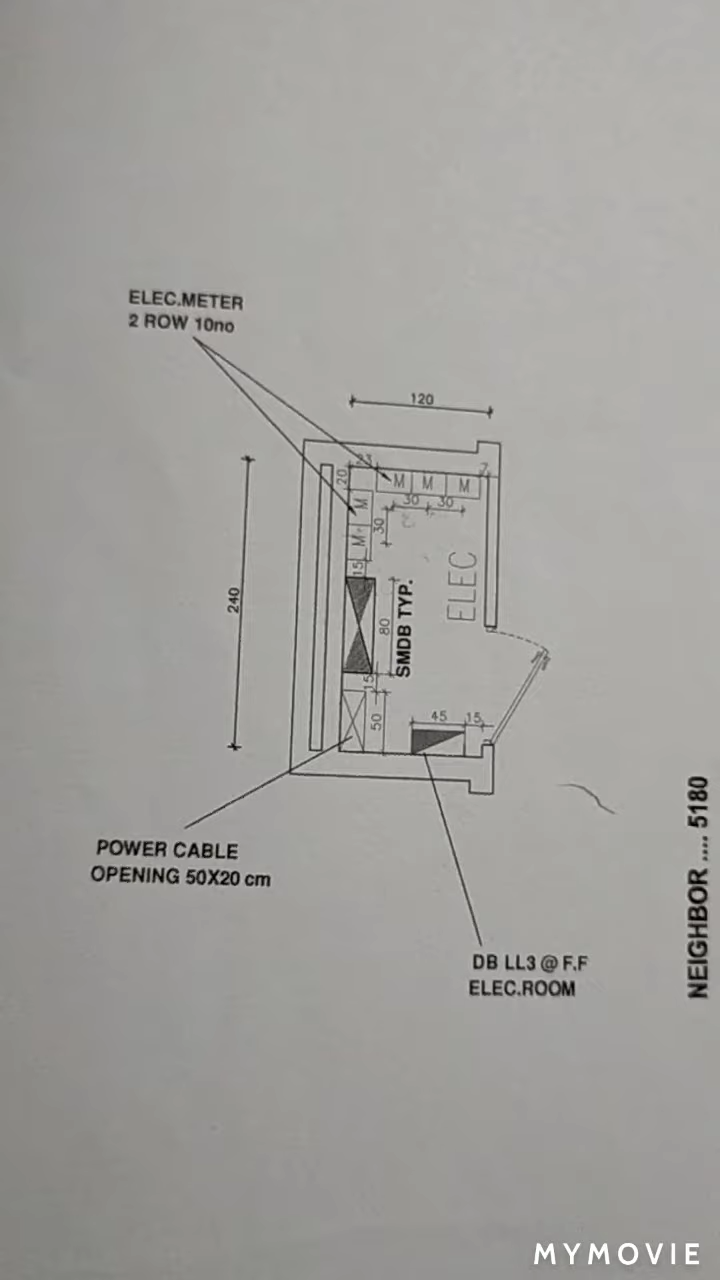 ELEC.METER
2 ROW 10no
120
23
7
20
M
M
M
M
M
30
30
30
15
240
80
SMDB TYP.
ELEC
15
50
45
15
POWER CABLE
OPENING 50X20 cm
DB LL3 @ F.F
ELEC.ROOM
NEIGHBOR .... 5180
MYMOVIE